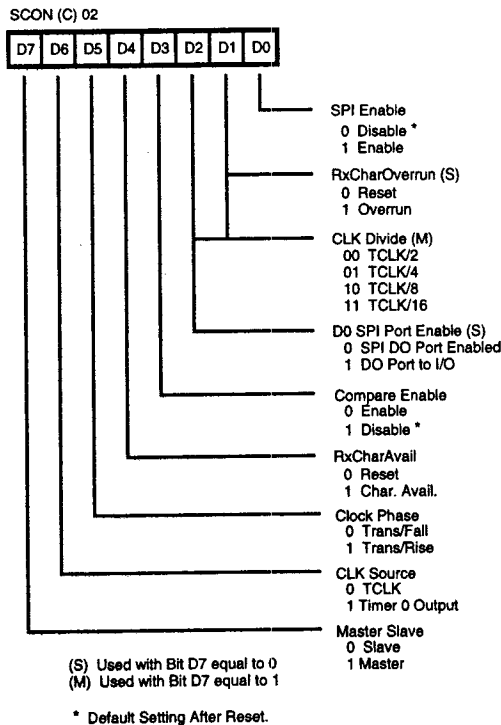 SCON (C) 02
D7 D6 D5 D4 D3 D2 D1 D0
SPI Enable
0 Disable *
1 Enable
RxCharOverrun (S)
0 Reset
1 Overrun
CLK Divide (M)
00 TCLK/2
01 TCLK/4
10 TCLK/8
11 TCLK/16
D0 SPI Port Enable (S)
0 SPI DO Port Enabled
1 DO Port to I/O
Compare Enable
0 Enable
1 Disable *
RxCharAvail
0 Reset
1 Char. Avail.
Clock Phase
0 Trans/Fall
1 Trans/Rise
CLK Source
0 TCLK
1 Timer 0 Output
Master Slave
0 Slave
1 Master
(S) Used with Bit D7 equal to 0
(M) Used with Bit D7 equal to 1
* Default Setting After Reset.